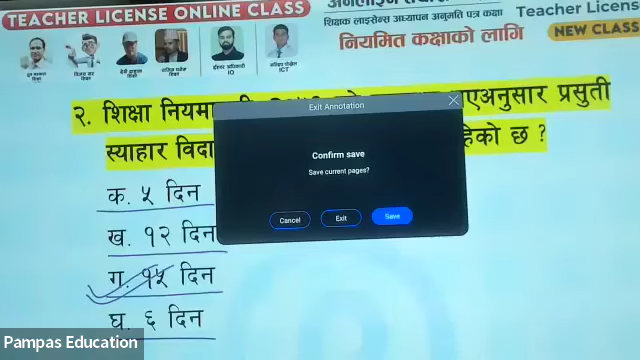 TEACHER LICENSE ONLINE CLASS
शिक्षक लाइसेन्स अध्यापन अनुमति पत्र कक्षा
Teacher Licens
नियमित कक्षाको लागि
NEW CLASS
IO
ICT
२. शिक्षा नियमा
एअनुसार प्रसुती
स्याहार विदा
हेको छ ?
Exit Annotation
Confirm save
Save current pages?
Cancel
Exit
Save
क. ५ दिन
ख. १२ दिन
ग. १५ दिन
घ. ६ दिन
Pampas Education